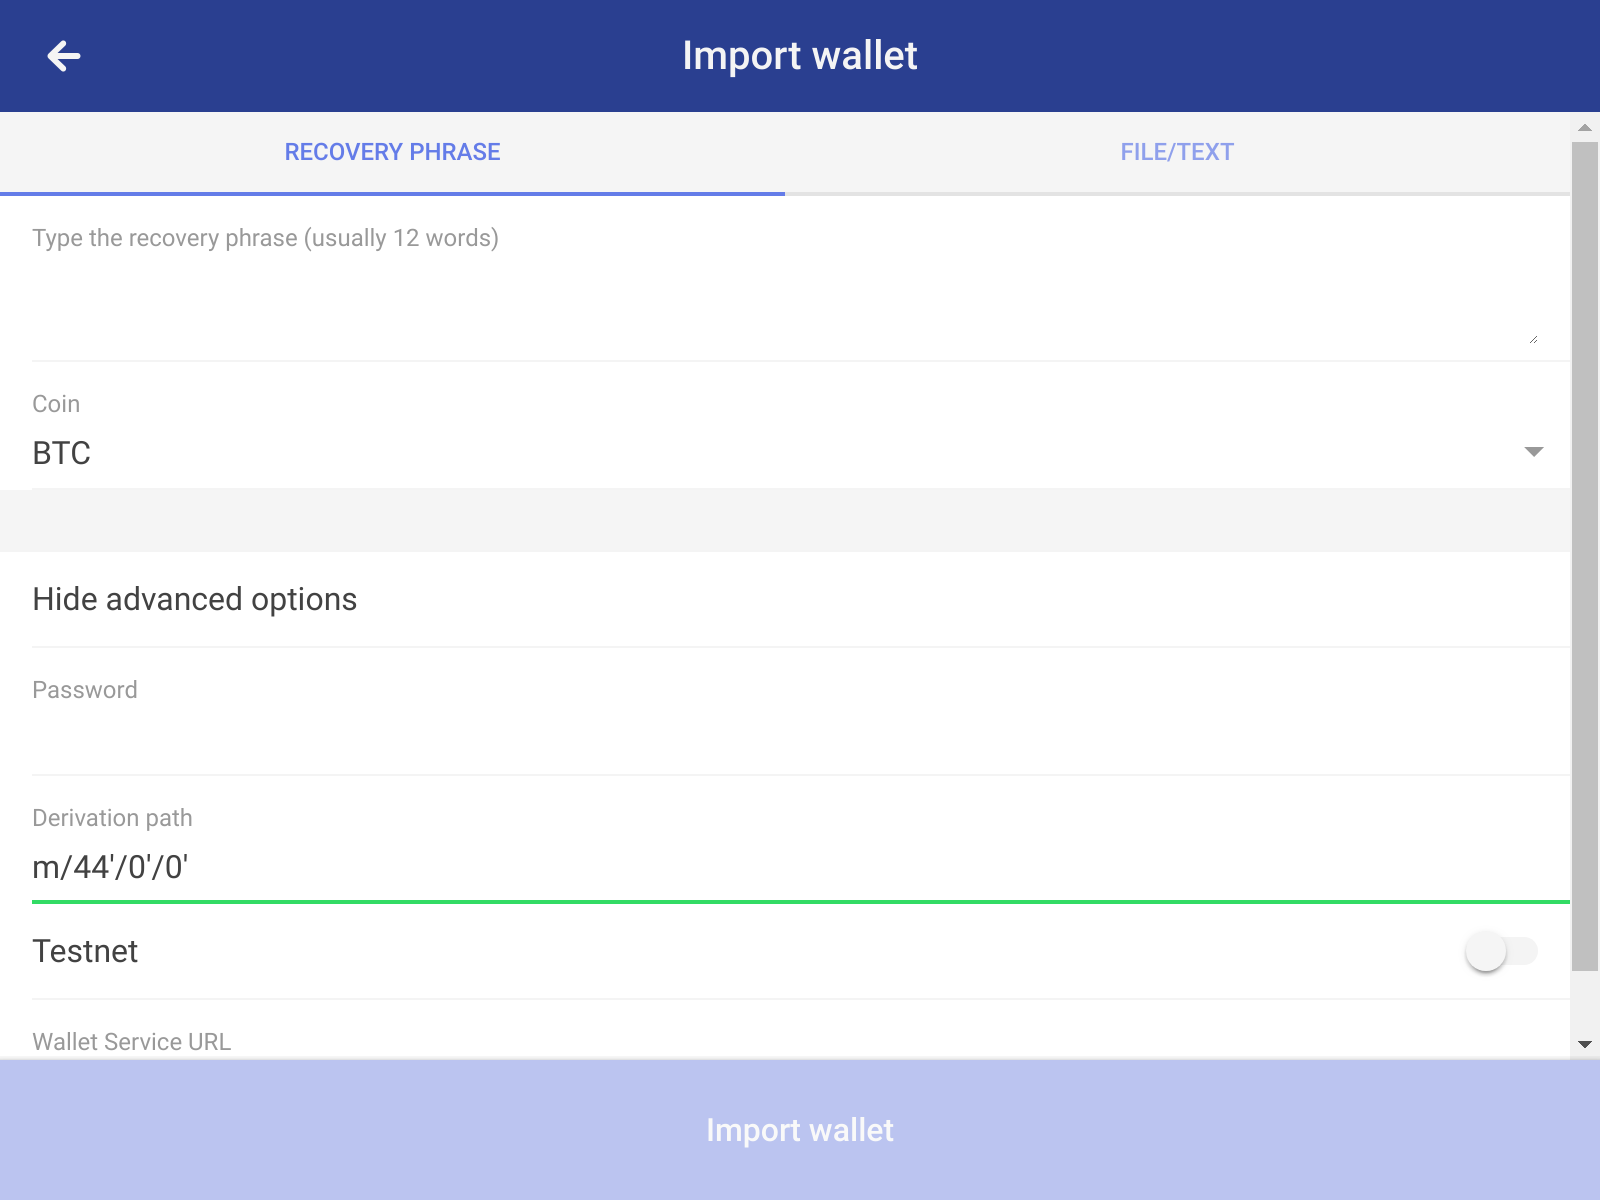 Import wallet
RECOVERY PHRASE
FILE/TEXT
Type the recovery phrase (usually 12 words)
Coin
BTC
Hide advanced options
Password
Derivation path
m/44'/0'/0'
Testnet
Wallet Service URL
Import wallet